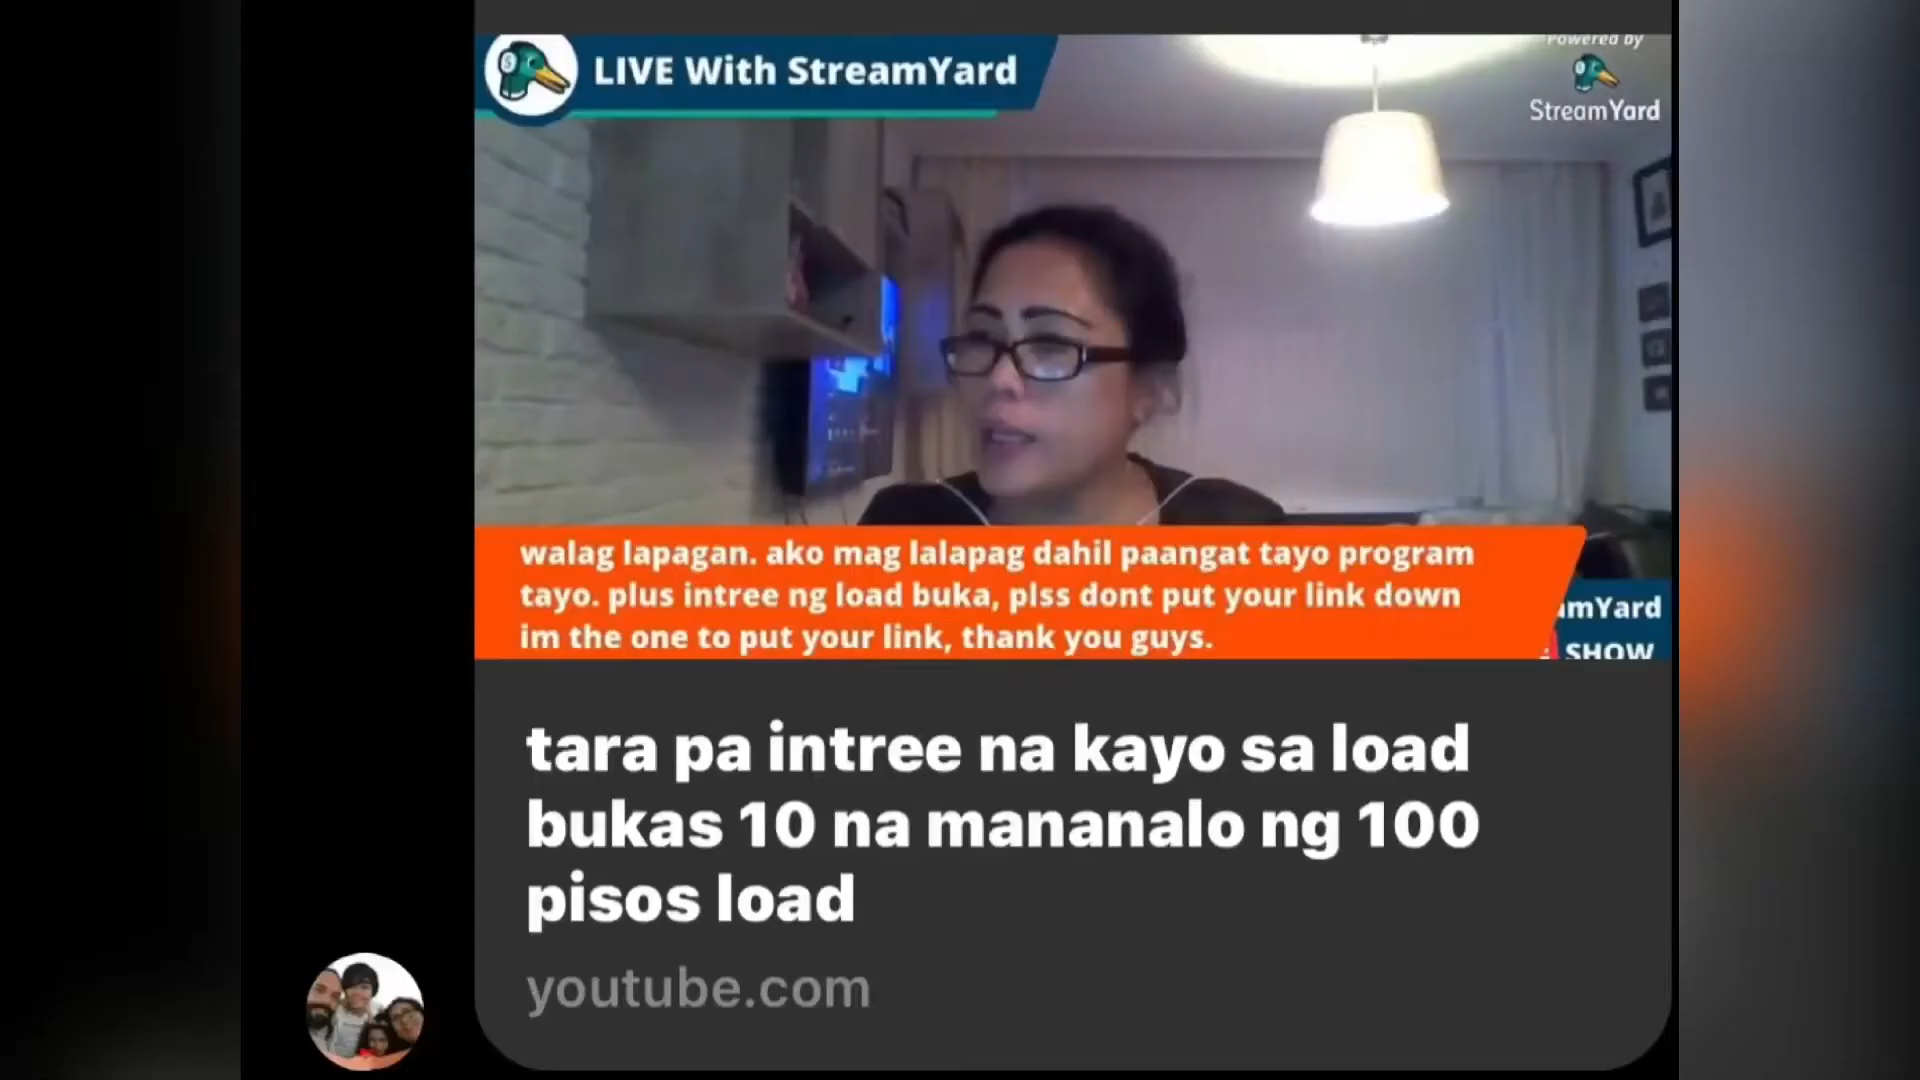 LIVE With StreamYard
Powered by
StreamYard
walag lapagan. ako mag lalapag dahil paangat tayo program
tayo. plus intree ng load buka, plss dont put your link down
im the one to put your link, thank you guys.
amYard
SHOW
tara pa intree na kayo sa load
bukas 10 na mananalo ng 100
pisos load
youtube.com